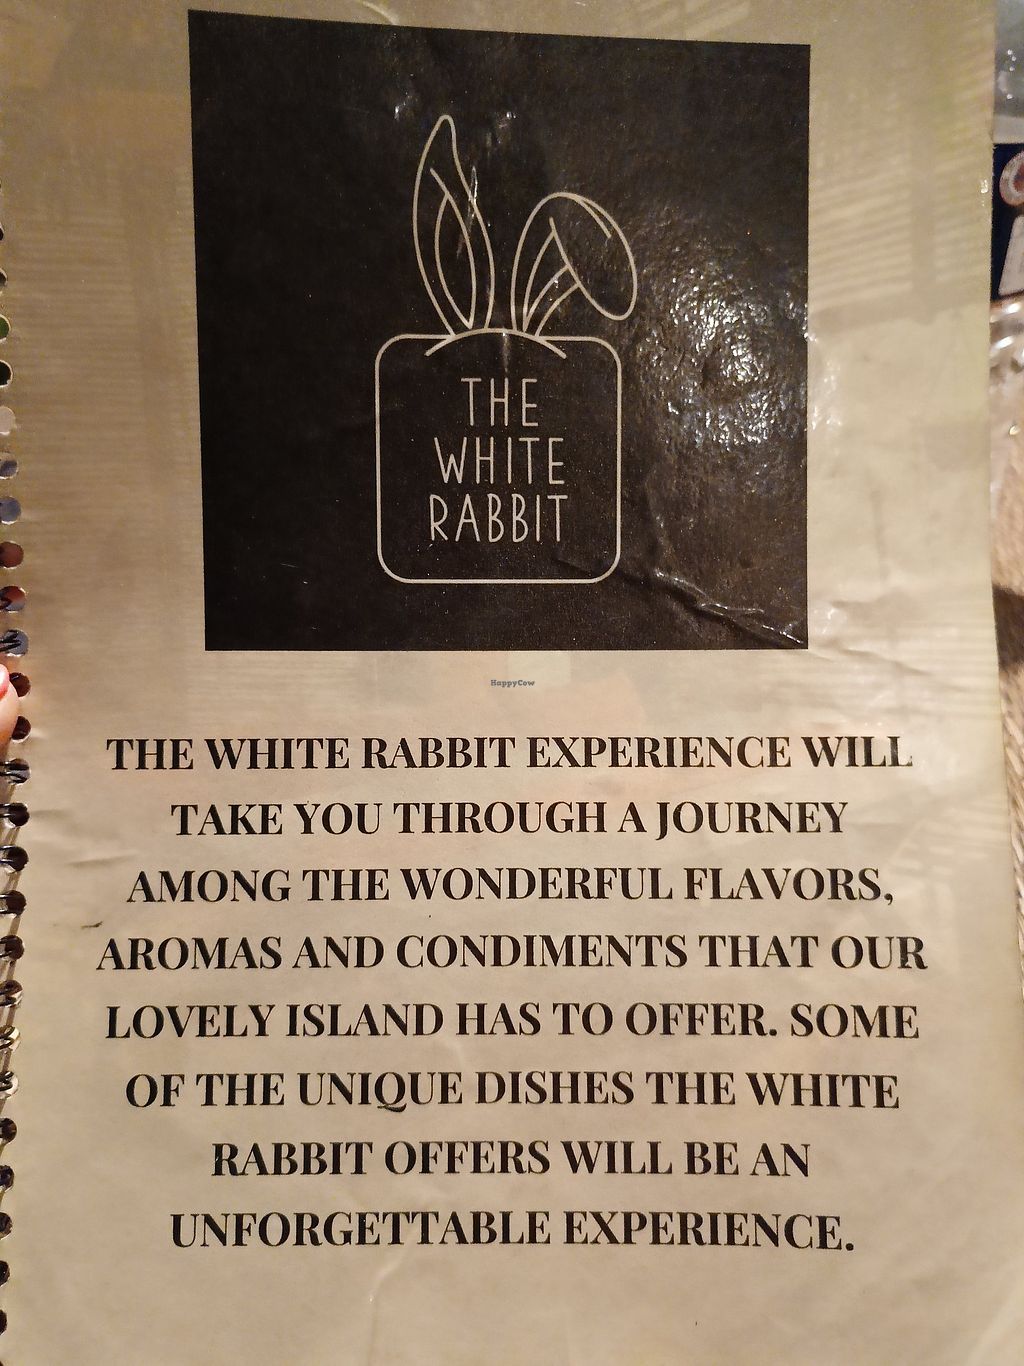 THE
WHITE
RABBIT
HappyCow
THE WHITE RABBIT EXPERIENCE WILL
TAKE YOU THROUGH A JOURNEY
AMONG THE WONDERFUL FLAVORS,
AROMAS AND CONDIMENTS THAT OUR
LOVELY ISLAND HAS TO OFFER. SOME
OF THE UNIQUE DISHES THE WHITE
RABBIT OFFERS WILL BE AN
UNFORGETTABLE EXPERIENCE.